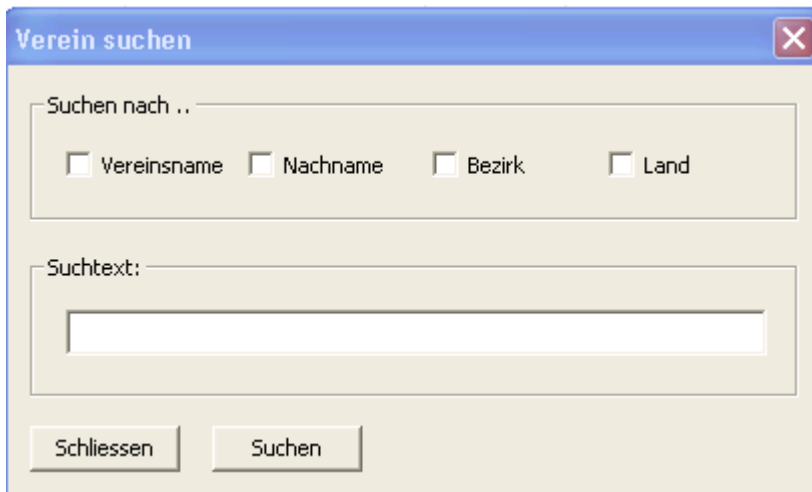 Verein suchen
Suchen nach ..
Vereinsname Nachname Bezirk Land
Suchtext:
Schliessen Suchen